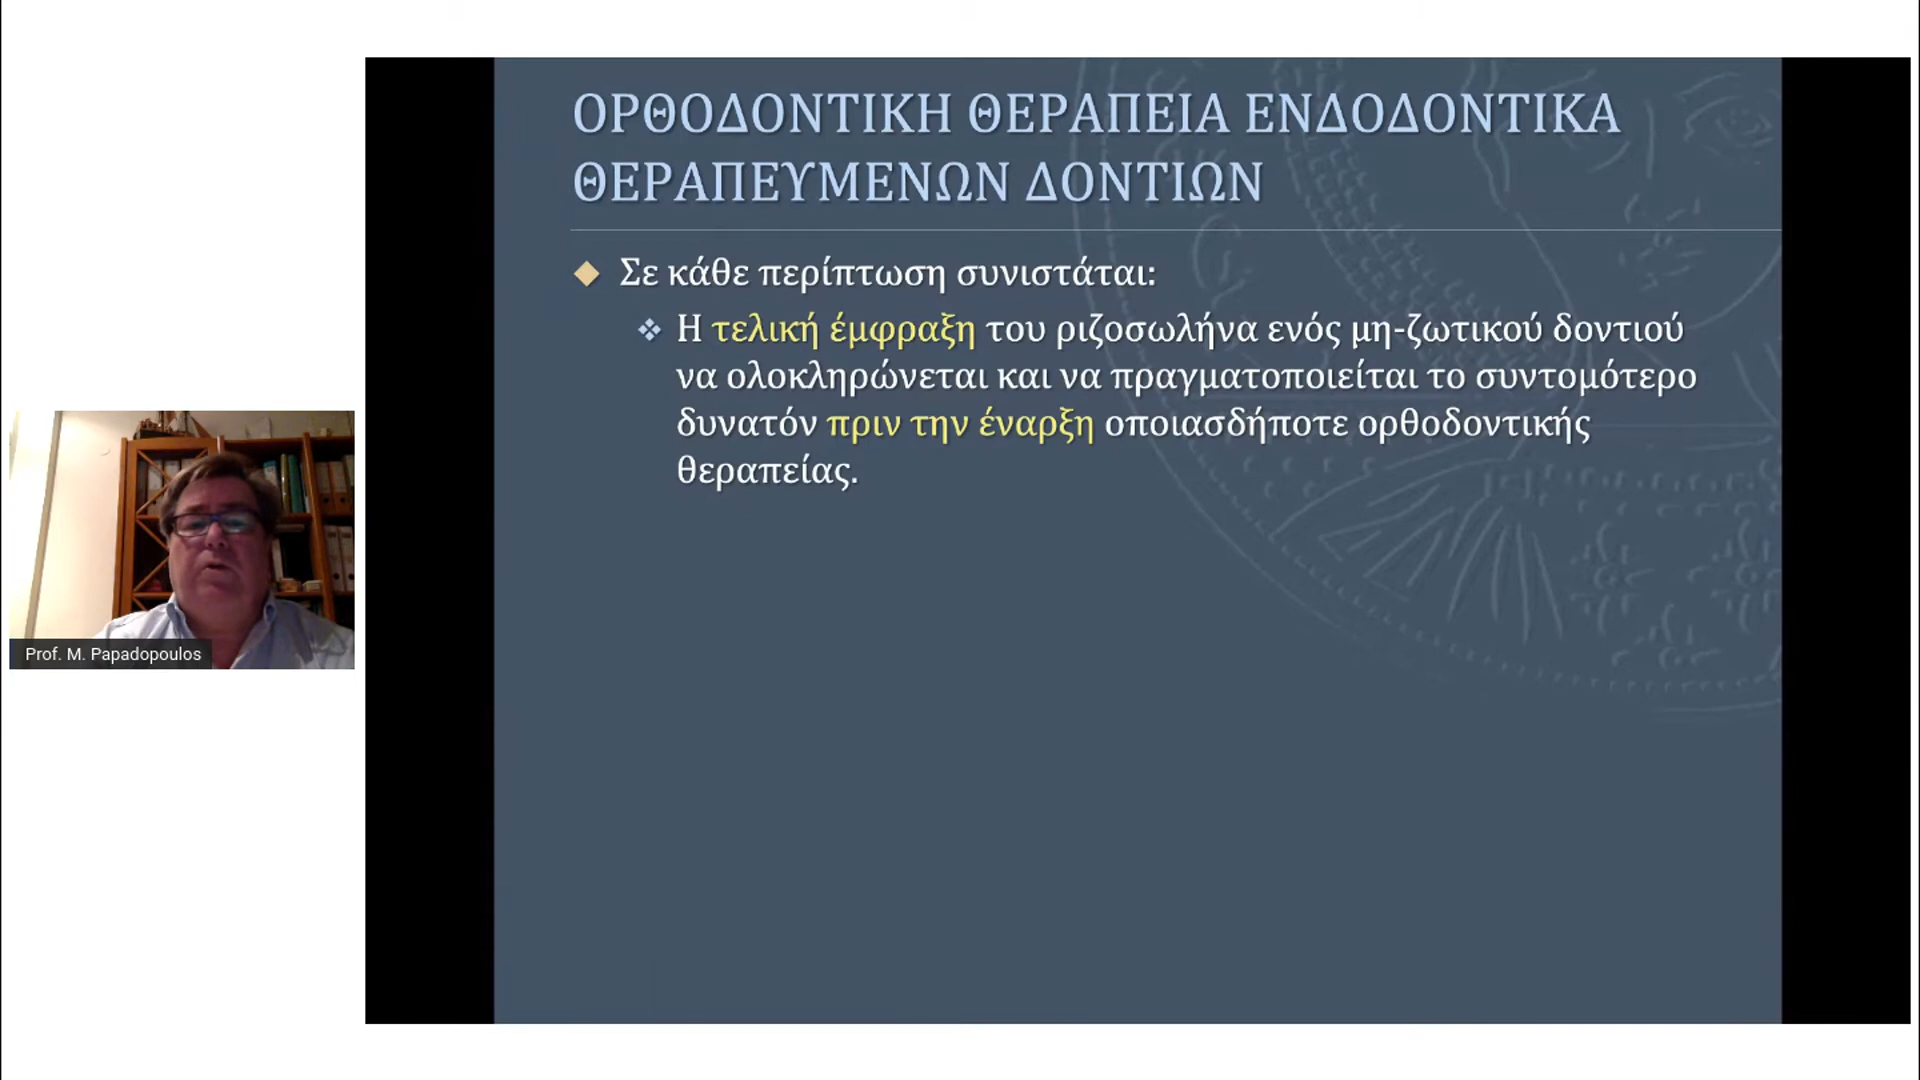 ΟΡΘΟΔΟΝΤΙΚΗ ΘΕΡΑΠΕΙΑ ΕΝΔΟΔΟΝΤΙΚΑ
ΘΕΡΑΠΕΥΜΕΝΩΝ ΔΟΝΤΙΩΝ
Σε κάθε περίπτωση συνιστάται:
Η τελική έμφραξη του ριζοσωλήνα ενός μη-ζωτικού δοντιού
να ολοκληρώνεται και να πραγματοποιείται το συντομότερο
δυνατόν πριν την έναρξη οποιασδήποτε ορθοδοντικής
θεραπείας.
Prof. M. Papadopoulos